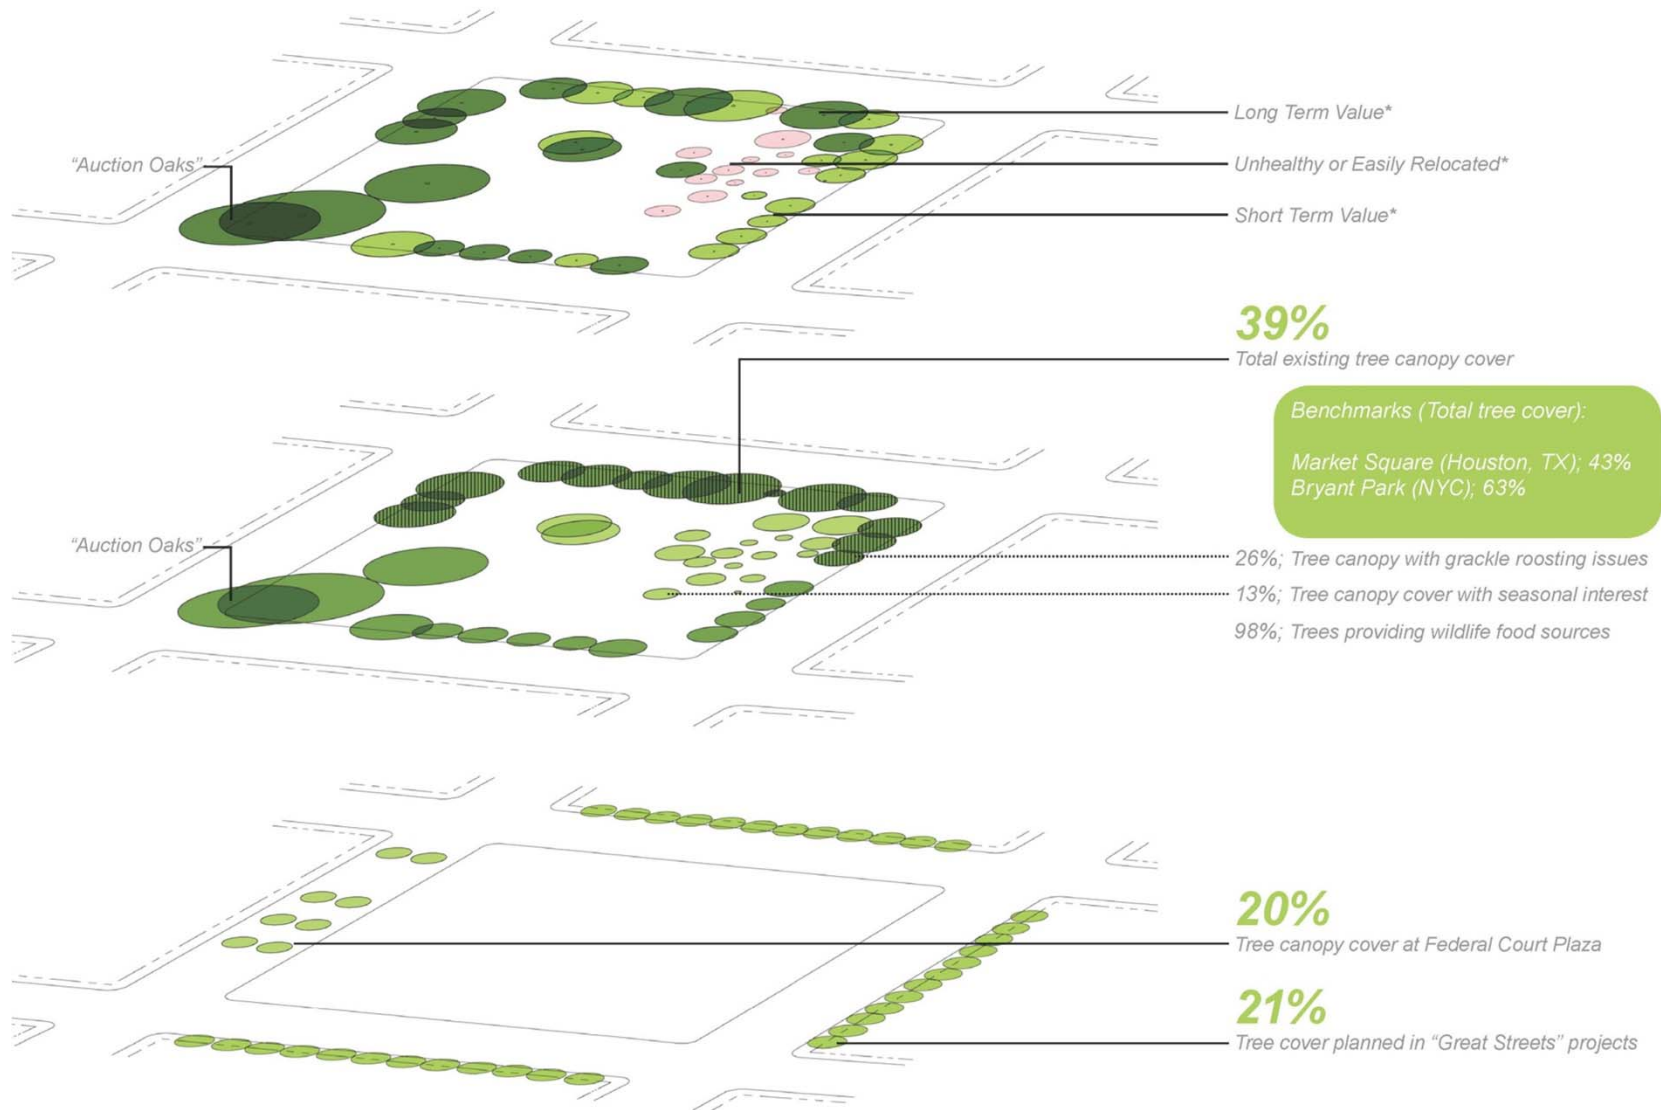 Long Term Value*
"Auction Oaks"
Unhealthy or Easily Relocated*
Short Term Value*
39%
Total existing tree canopy cover
Benchmarks (Total tree cover):
Market Square (Houston, TX); 43%
Bryant Park (NYC); 63%
"Auction Oaks"
26%; Tree canopy with grackle roosting issues
13%; Tree canopy cover with seasonal interest
98%; Trees providing wildlife food sources
20%
Tree canopy cover at Federal Court Plaza
21%
Tree cover planned in "Great Streets" projects